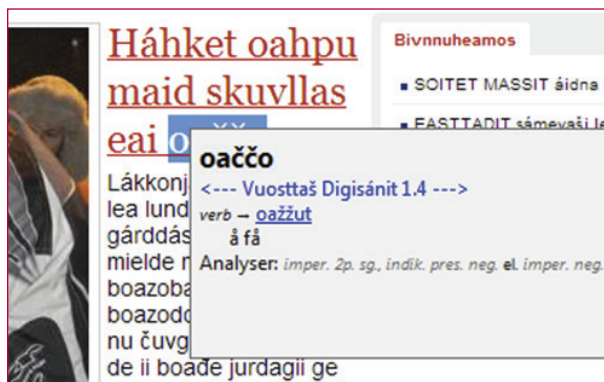 Háhket oahpu
maid skuvllas
eai
Bivnnuheamos
SOITET MASSIT áidna
EASTTADIT sámevaši
oaččo
<--- Vuosttaš Digisánit 1.4 --->
verb → oažžut
å få
Analyser: imper. 2p. sg., indik. pres. neg. el. imper. neg.
Lákkonj
lea lund
gárddás
mielde
boazoba
boazodo
nu čuvg
de ii boađe jurdagii ge